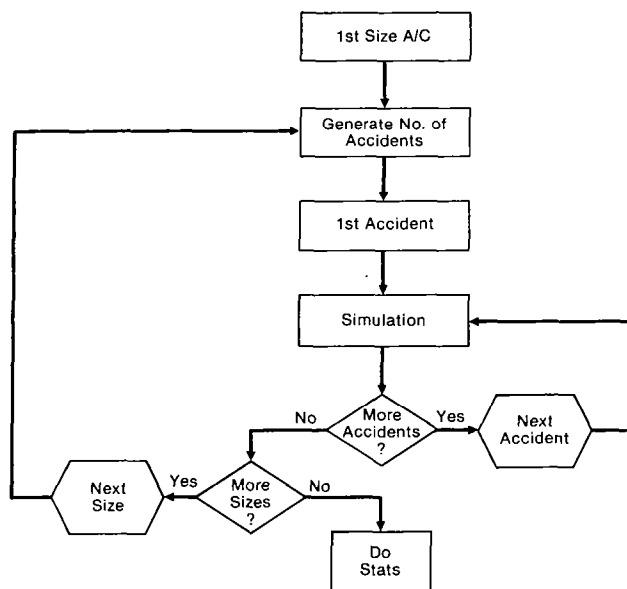 1st Size A/C
Generate No. of
Accidents
1st Accident
Simulation
No
More
Accidents
?
Yes
Next
Accident
Next
Size
Yes
More
Sizes
?
No
Do
Stats